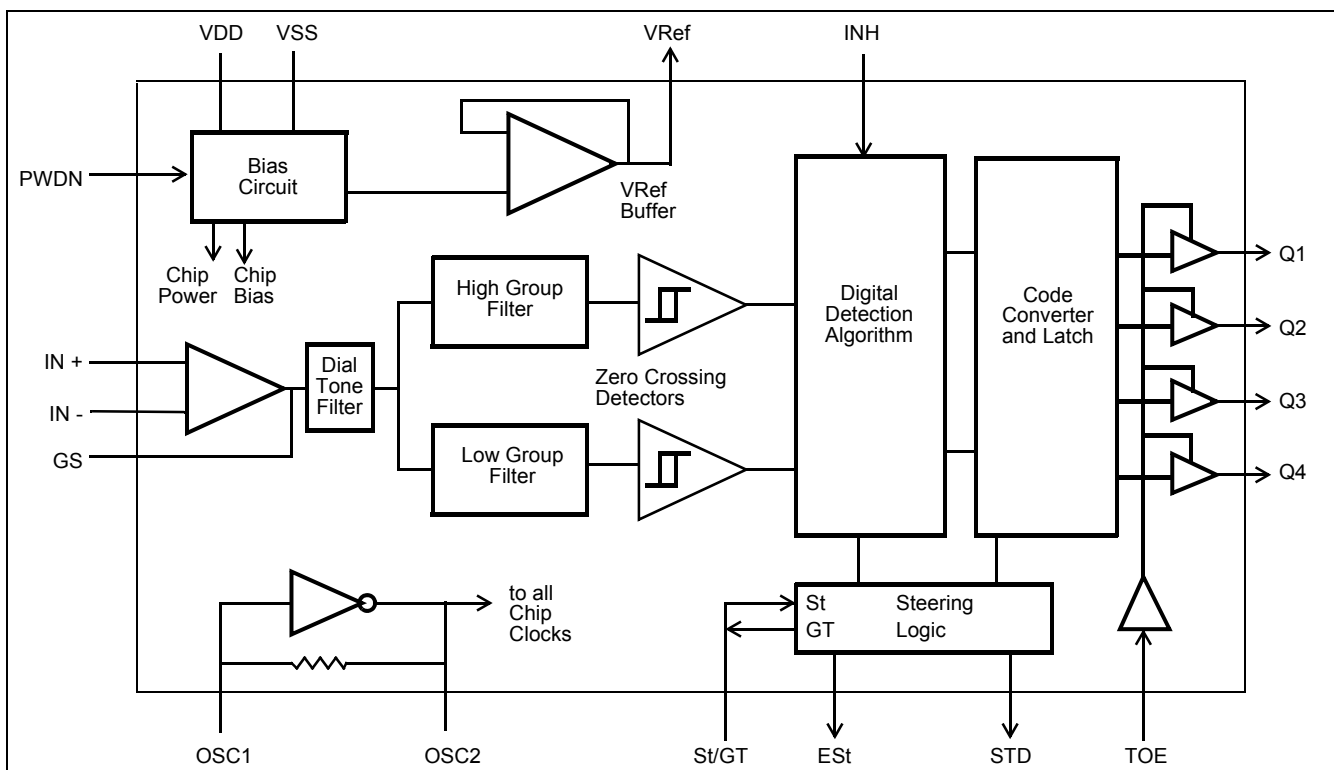 VDD
VSS
VRef
INH
PWDN
Bias
Circuit
VRef
Buffer
Chip
Power
Chip
Bias
High Group
Filter
Digital
Detection
Algorithm
Code
Converter
and Latch
Q1
Q2
Q3
Q4
IN +
IN -
GS
Dial
Tone
Filter
Zero Crossing
Detectors
Low Group
Filter
to all
Chip
Clocks
St Steering
GT Logic
OSC1
OSC2
St/GT
ESt
STD
TOE